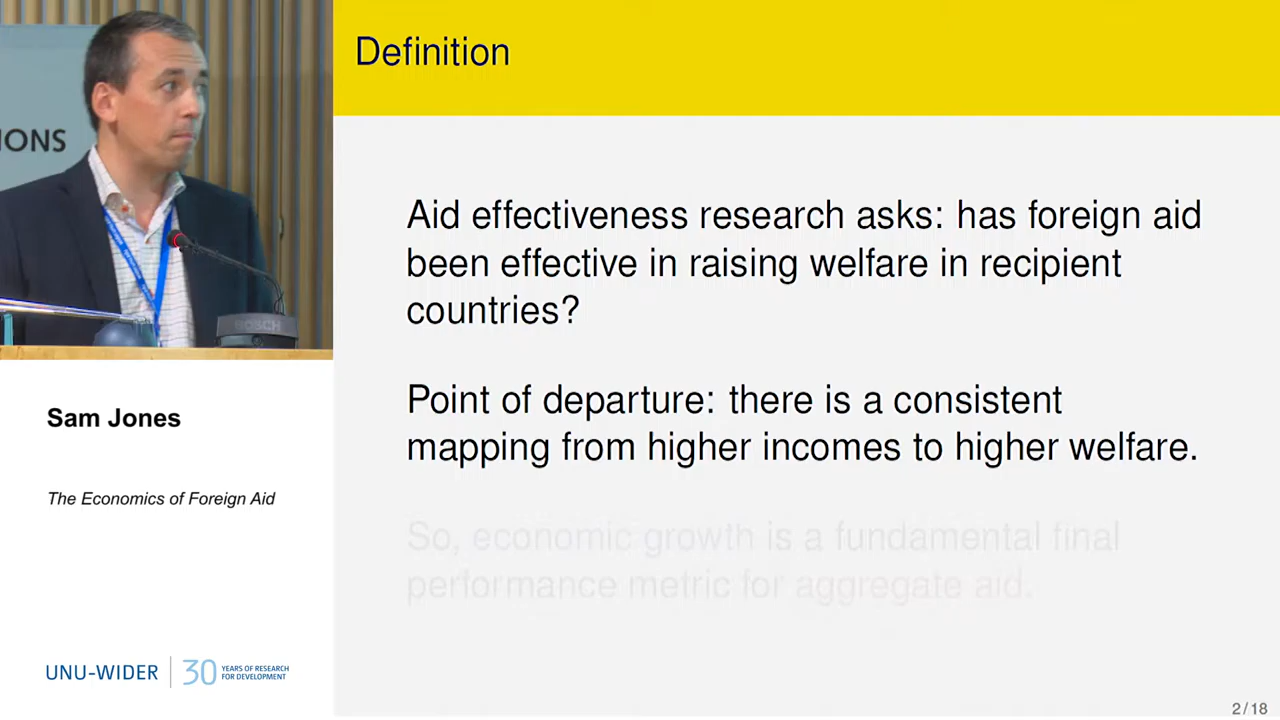 Definition
IONS
BOSCH
Aid effectiveness research asks: has foreign aid
been effective in raising welfare in recipient
countries?
Point of departure: there is a consistent
mapping from higher incomes to higher welfare.
So, economic growth is a fundamental final
performance metric for aggregate aid.
Sam Jones
The Economics of Foreign Aid
UNU-WIDER
30
YEARS OF RESEARCH
FOR DEVELOPMENT
2/18